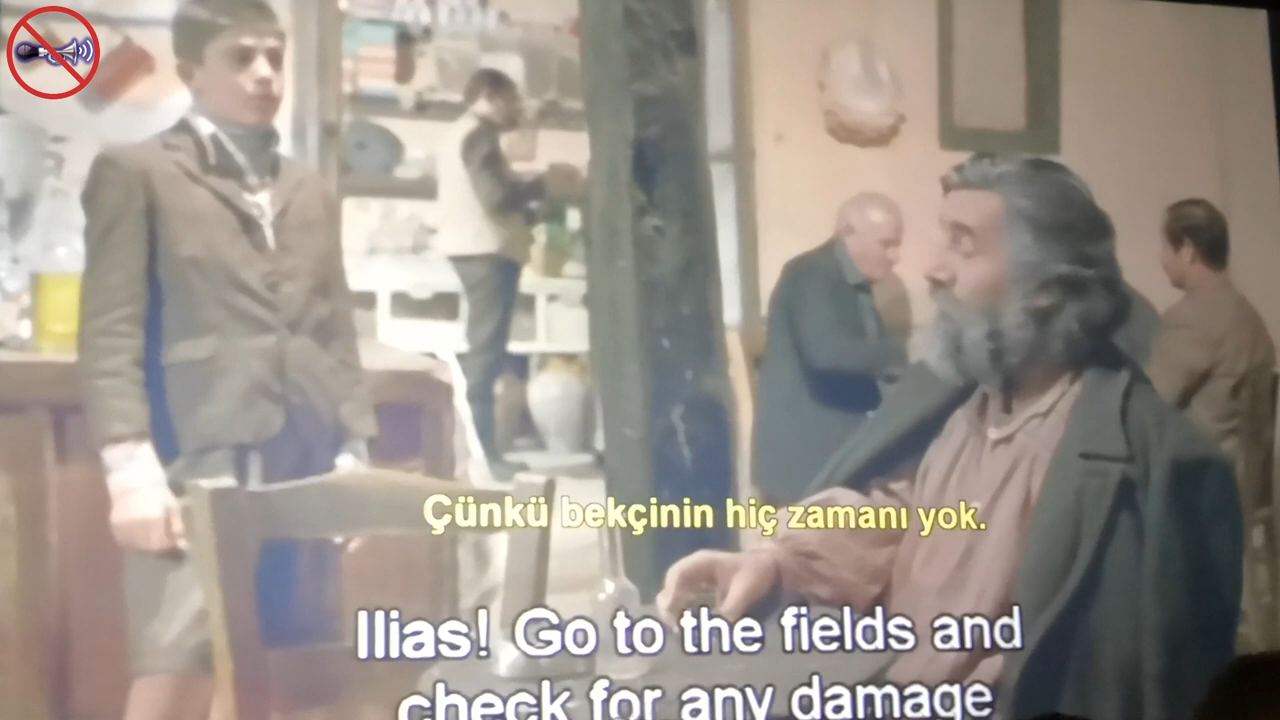 Çünkü bekçinin hiç zamanı yok.
Ilias! Go to the fields and
check for any damage